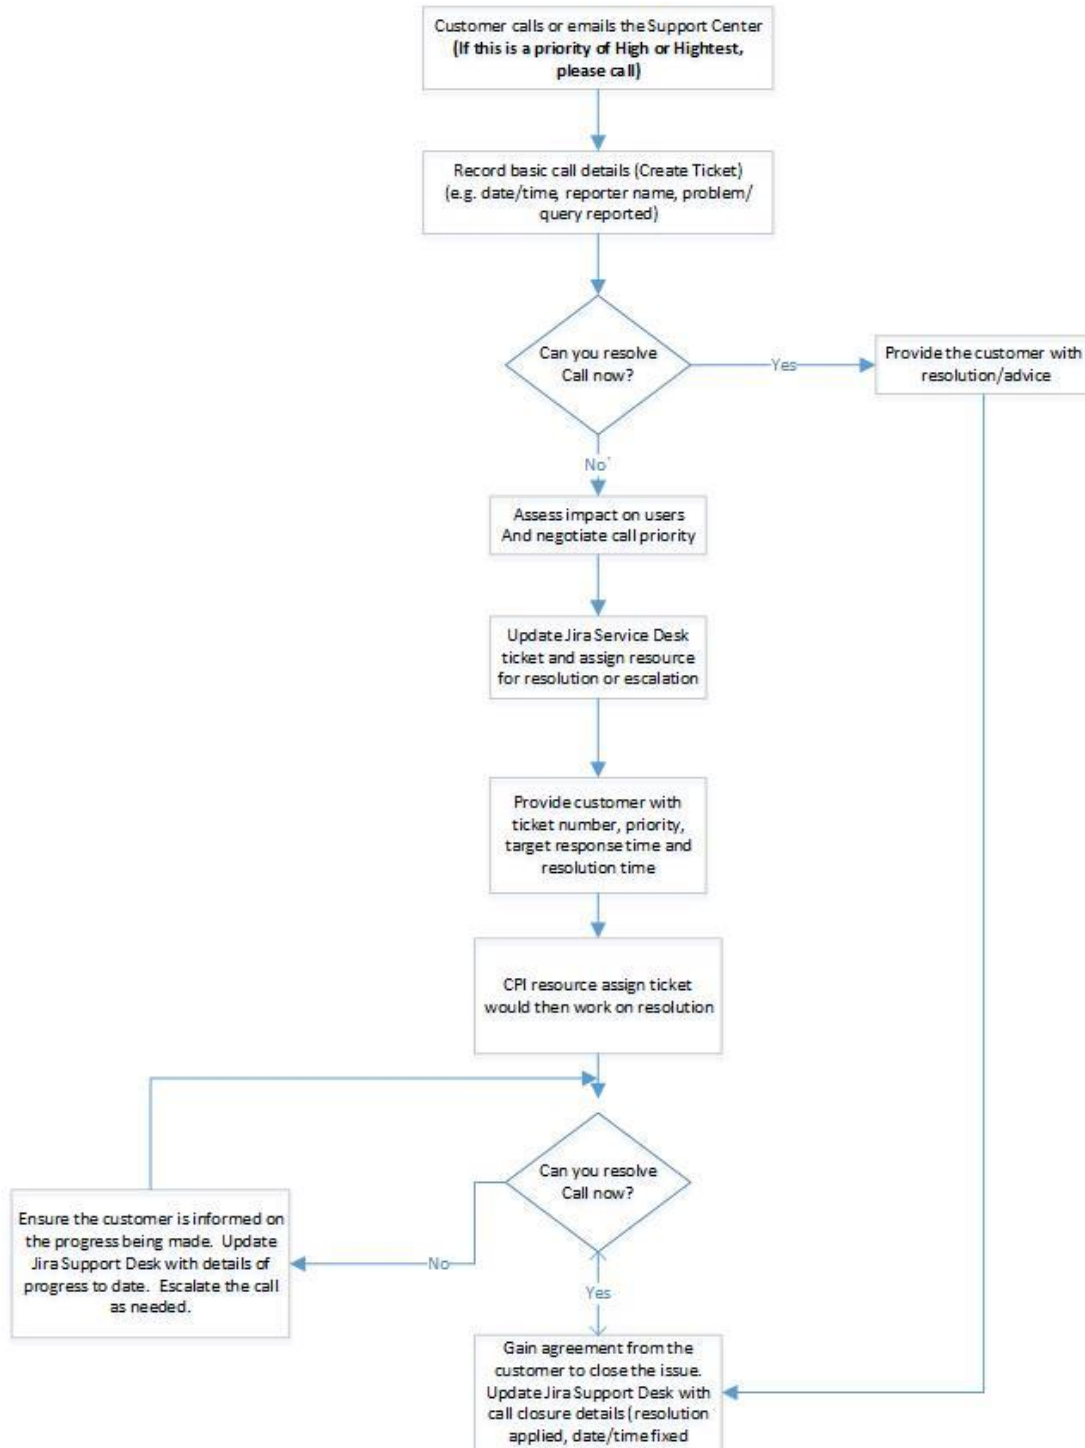 Customer calls or emails the Support Center
(If this is a priority of High or Hightest,
please call)
Record basic call details (Create Ticket)
(e.g. date/time, reporter name, problem/
query reported)
Can you resolve
Call now?
Yes
Provide the customer with
resolution/advice
No
Assess impact on users
And negotiate call priority
Update Jira Service Desk
ticket and assign resource
for resolution or escalation
Provide customer with
ticket number, priority,
target response time and
resolution time
CPI resource assign ticket
would then work on resolution
Can you resolve
Call now?
No
Ensure the customer is informed on
the progress being made. Update
Jira Support Desk with details of
progress to date. Escalate the call
as needed.
Yes
Gain agreement from the
customer to close the issue.
Update Jira Support Desk with
call closure details (resolution
applied, date/time fixed